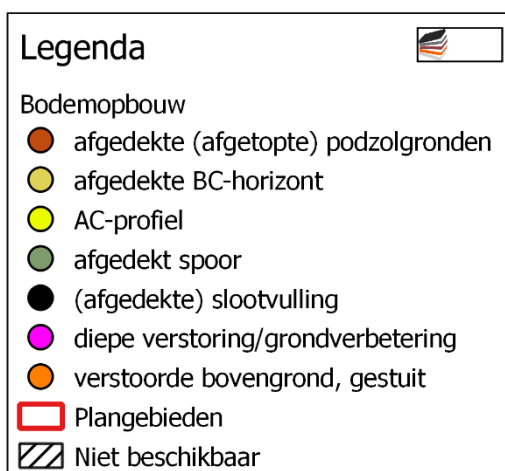 Legenda
Bodemopbouw
afgedekte (afgetopte) podzolgronden
afgedekte BC-horizont
AC-profiel
afgedekt spoor
(afgedekte) slootvulling
diepe verstoring/grondverbetering
verstoorde bovengrond, gestuit
Plangebieden
Niet beschikbaar